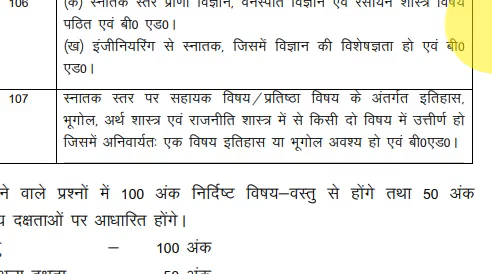 106 (क) स्नातक स्तर प्राणी विज्ञान, वनस्पति विज्ञान एवं रसायन शास्त्र विषय
पठित एवं बी0 एड0।
(ख) इंजीनियरिंग से स्नातक, जिसमें विज्ञान की विशेषज्ञता हो एवं बी0
एड0।
107 स्नातक स्तर पर सहायक विषय/प्रतिष्ठा विषय के अंतर्गत इतिहास,
भूगोल, अर्थ शास्त्र एवं राजनीति शास्त्र में से किसी दो विषय में उत्तीर्ण हो
जिसमें अनिवार्यतः एक विषय इतिहास या भूगोल अवश्य हो एवं बी0एड0।
ने वाले प्रश्नों में 100 अंक निर्दिष्ट विषय–वस्तु से होंगे तथा 50 अंक
दक्षताओं पर आधारित होंगे।
– 100 अंक
50 अंक